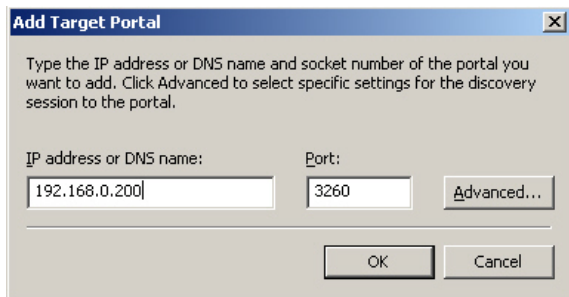 Add Target Portal
Type the IP address or DNS name and socket number of the portal you
want to add. Click Advanced to select specific settings for the discovery
session to the portal.
IP address or DNS name: Port:
192.168.0.200 3260 Advanced...
OK Cancel